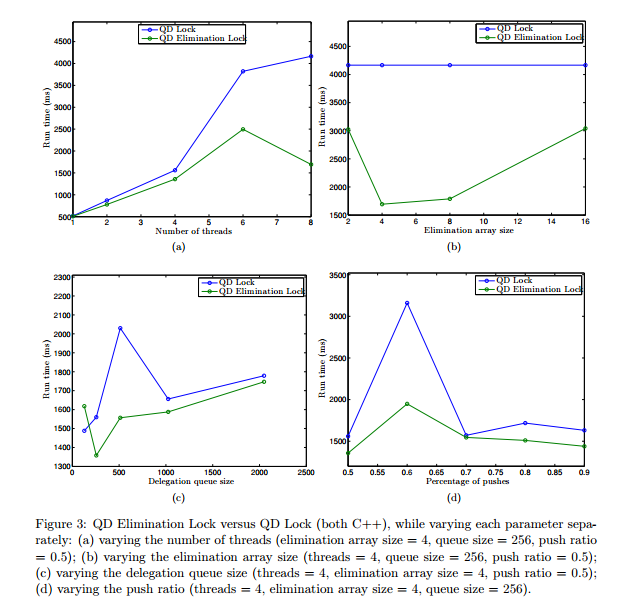 QD Lock
QD Elimination Lock
4500
4000
3500
3000
2500
2000
1500
1000
500
1 2 3 4 5 6 7 8
Run time (ms)
Number of threads
(a)
QD Lock
QD Elimination Lock
4500
4000
3500
3000
2500
2000
1500
2 4 6 8 10 12 14 16
Run time (ms)
Elimination array size
(b)
QD Lock
QD Elimination Lock
2300
2200
2100
2000
1900
1800
1700
1600
1500
1400
1300
0 500 1000 1500 2000 2500
Run time (ms)
Delegation queue size
(c)
QD Lock
QD Elimination Lock
3500
3000
2500
2000
1500
0.5 0.55 0.6 0.65 0.7 0.75 0.8 0.85 0.9
Run time (ms)
Percentage of pushes
(d)
Figure 3: QD Elimination Lock versus QD Lock (both C++), while varying each parameter sepa-
rately: (a) varying the number of threads (elimination array size = 4, queue size = 256, push ratio
= 0.5); (b) varying the elimination array size (threads = 4, queue size = 256, push ratio = 0.5);
(c) varying the delegation queue size (threads = 4, elimination array size = 4, push ratio = 0.5);
(d) varying the push ratio (threads = 4, elimination array size = 4, queue size = 256).